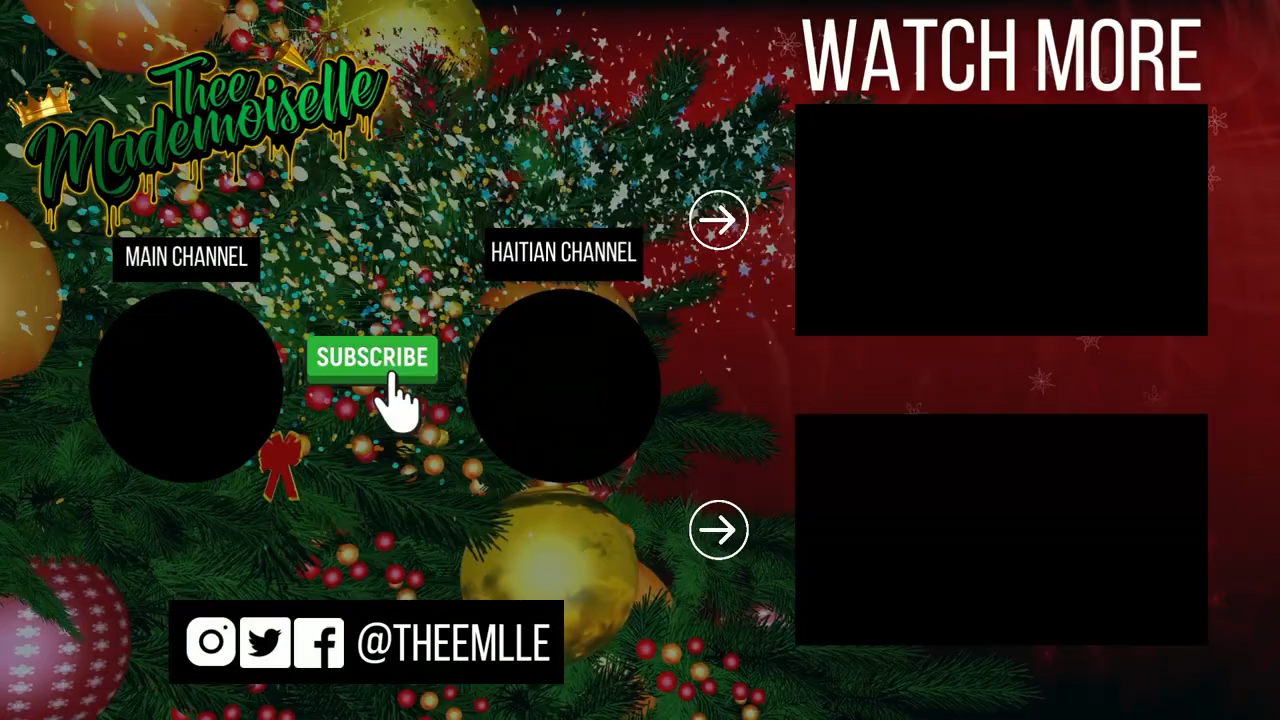 WATCH MORE
Thee
Mademoiselle
MAIN CHANNEL
HAITIAN CHANNEL
SUBSCRIBE
@THEEMLLE